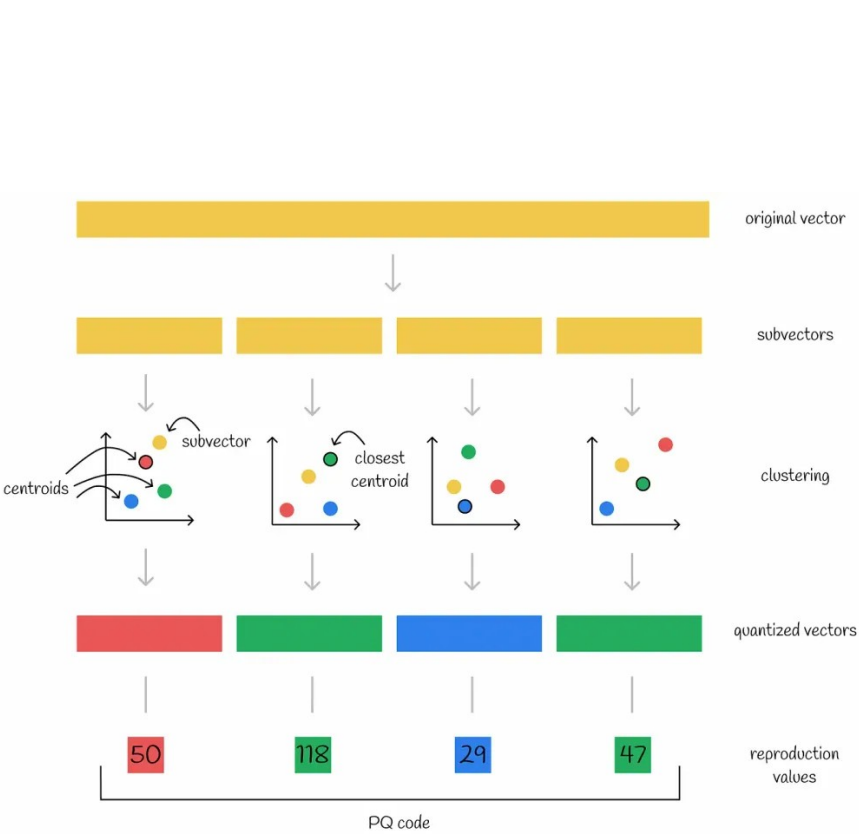 original vector
subvectors
subvector
closest
centroid
centroids
clustering
quantized vectors
50
118
29
47
reproduction
values
PQ code